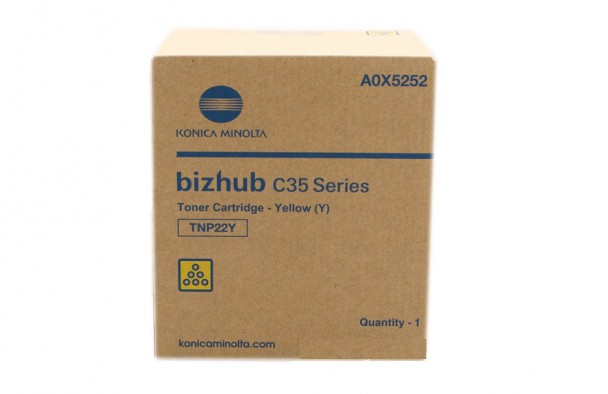 A0X5252
KONICA MINOLTA
bizhub C35 Series
Toner Cartridge - Yellow (Y)
TNP22Y
Quantity - 1
konicaminolta.com